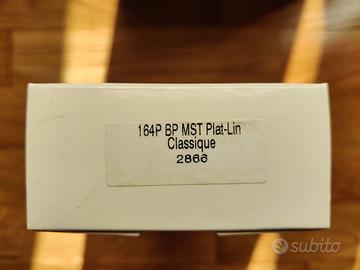 164P BP MST Plat-Lin
Classique
2866
subito